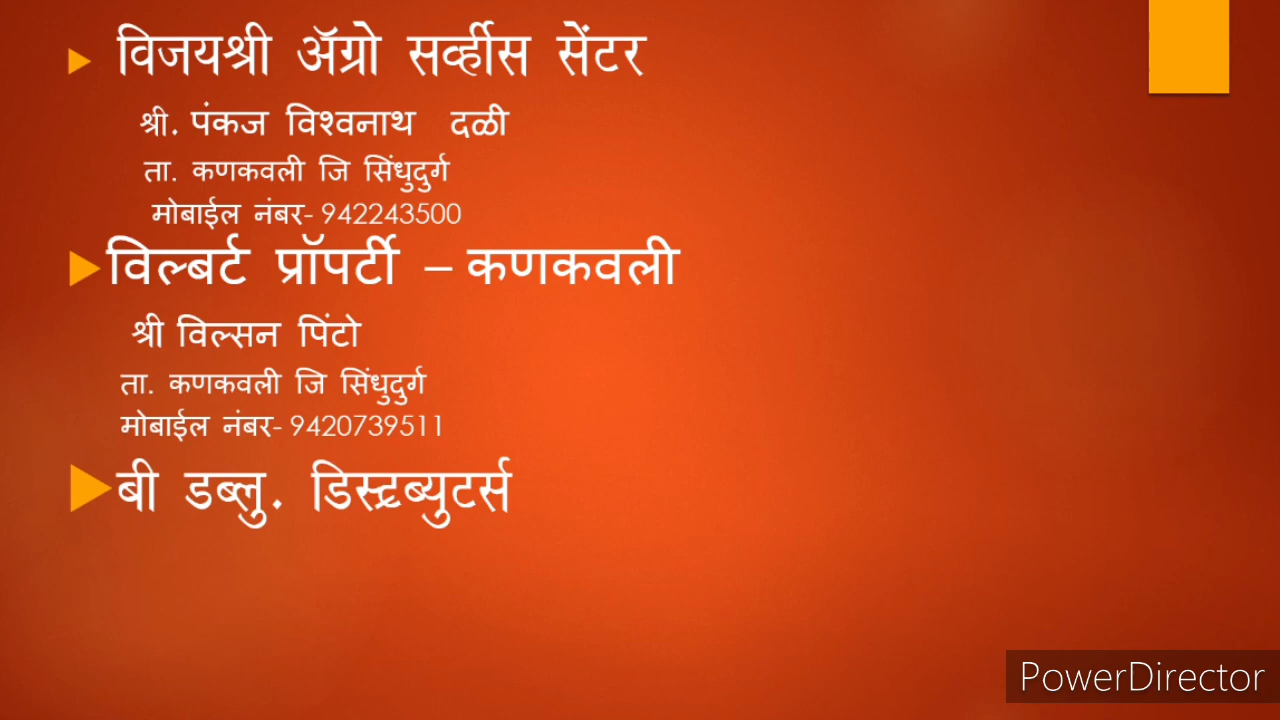 विजयश्री ॲग्रो सर्व्हीस सेंटर
श्री. पंकज विश्वनाथ दळी
ता. कणकवली जि सिंधुदुर्ग
मोबाईल नंबर- 942243500
विल्बर्ट प्रॉपर्टी – कणकवली
श्री विल्सन पिंटो
ता. कणकवली जि सिंधुदुर्ग
मोबाईल नंबर- 9420739511
बी डब्लु. डिस्ट्रब्युटर्स
PowerDirector